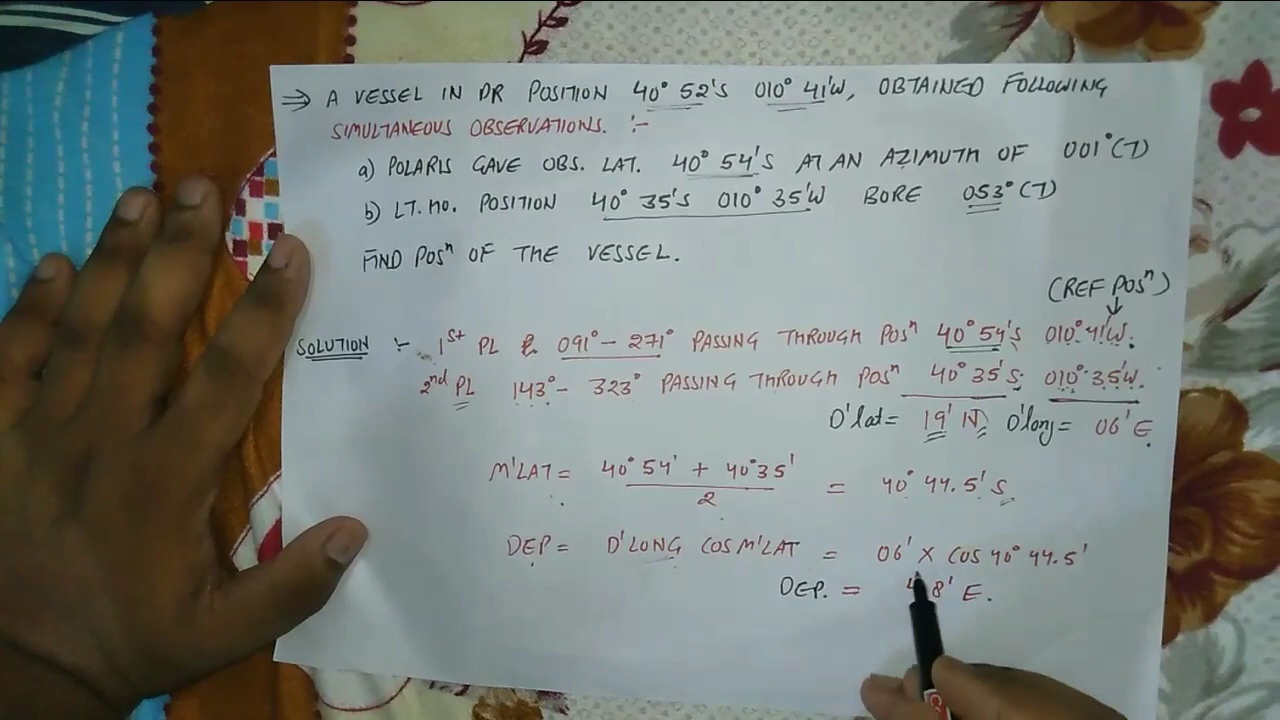 ⇒ A VESSEL IN DR POSITION 40° 52'S 010° 41'W, OBTAINED FOLLOWING
SIMULTANEOUS OBSERVATIONS. :-
a) POLARIS GAVE OBS. LAT. 40° 54'S AT AN AZIMUTH OF 001°(T)
b) LT. HO. POSITION 40° 35'S 010° 35'W BORE 053°(T)
FIND POSⁿ OF THE VESSEL.
(REF POSⁿ)
↓
SOLUTION :- 1st PL 091° - 271° PASSING THROUGH POSⁿ 40° 54'S 010° 41'W.
2nd PL 143° - 323° PASSING THROUGH POSⁿ 40° 35'S 010° 35'W.
D'lat = 19' N D'long = 06' E.
M'LAT = 40° 54' + 40° 35' / 2 = 40° 44.5' S
DEP = D'LONG COS M'LAT = 06' X COS 40° 44.5'
DEP. = 8' E.